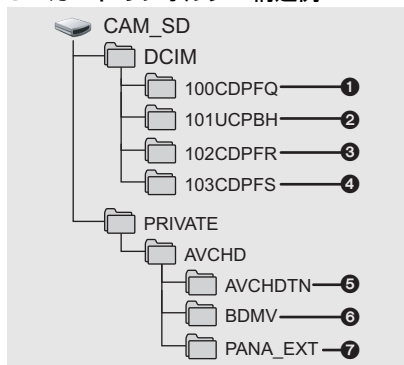 CAM_SD
DCIM
100CDPFQ ❶
101UCPBH ❷
102CDPFR ❸
103CDPFS ❹
PRIVATE
AVCHD
AVCHDTN ❺
BDMV ❻
PANA_EXT ❼